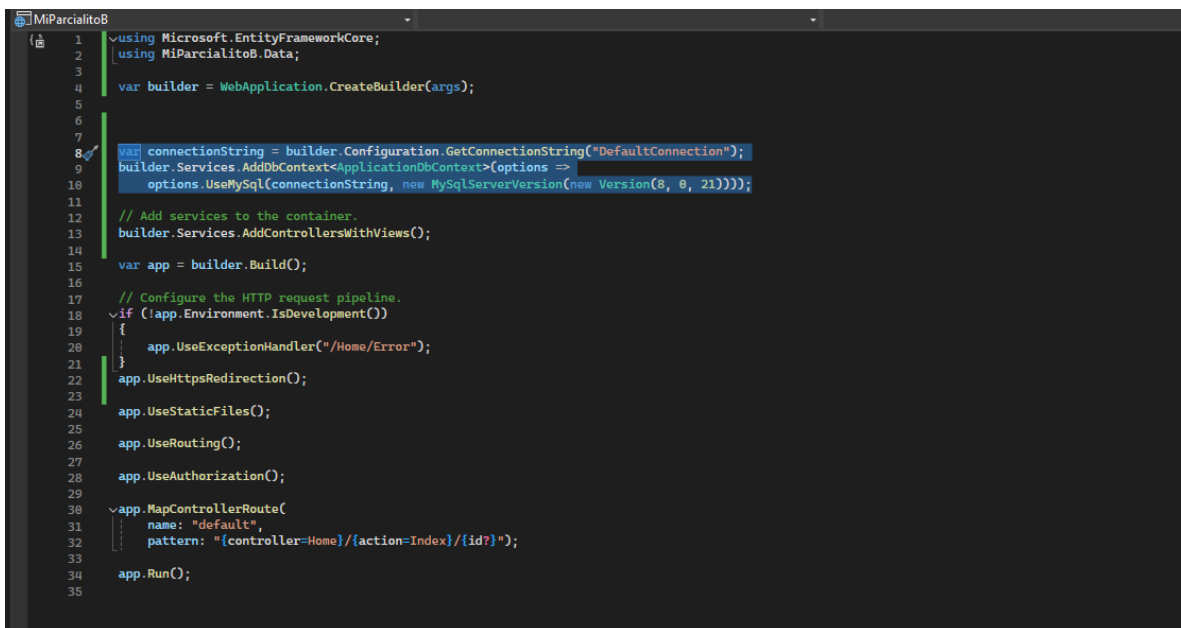 MiParcialitoB
1 using Microsoft.EntityFrameworkCore;
2 using MiParcialitoB.Data;
3
4 var builder = WebApplication.CreateBuilder(args);
5
6
7
8 var connectionString = builder.Configuration.GetConnectionString("DefaultConnection");
9 builder.Services.AddDbContext<ApplicationDbContext>(options =>
10 options.UseMySql(connectionString, new MySqlServerVersion(new Version(8, 0, 21))));
11
12 // Add services to the container.
13 builder.Services.AddControllersWithViews();
14
15 var app = builder.Build();
16
17 // Configure the HTTP request pipeline.
18 if (!app.Environment.IsDevelopment())
19 {
20 app.UseExceptionHandler("/Home/Error");
21 }
22 app.UseHttpsRedirection();
23
24 app.UseStaticFiles();
25
26 app.UseRouting();
27
28 app.UseAuthorization();
29
30 app.MapControllerRoute(
31 name: "default",
32 pattern: "{controller=Home}/{action=Index}/{id?}");
33
34 app.Run();
35